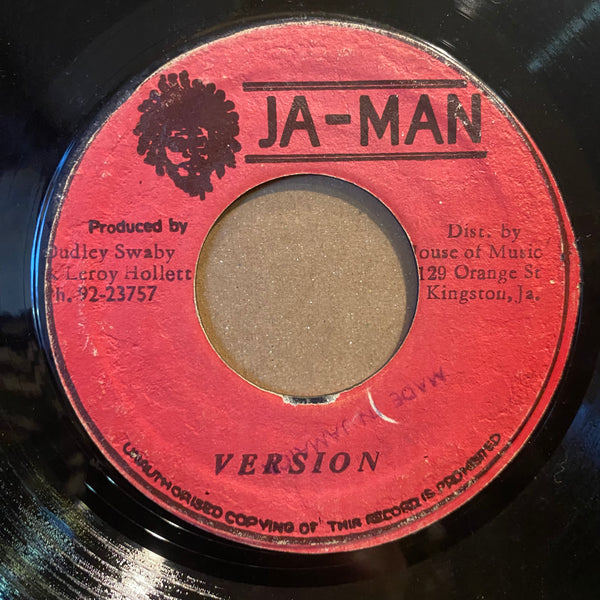 JA-MAN
Produced by
Dudley Swaby
& Leroy Hollett
Ph. 92-23757
Dist. by
House of Music
129 Orange St
Kingston, Ja.
MADE IN JAMAI
VERSION
UNAUTHORISED COPYING OF THIS RECORD IS PROHIBITED